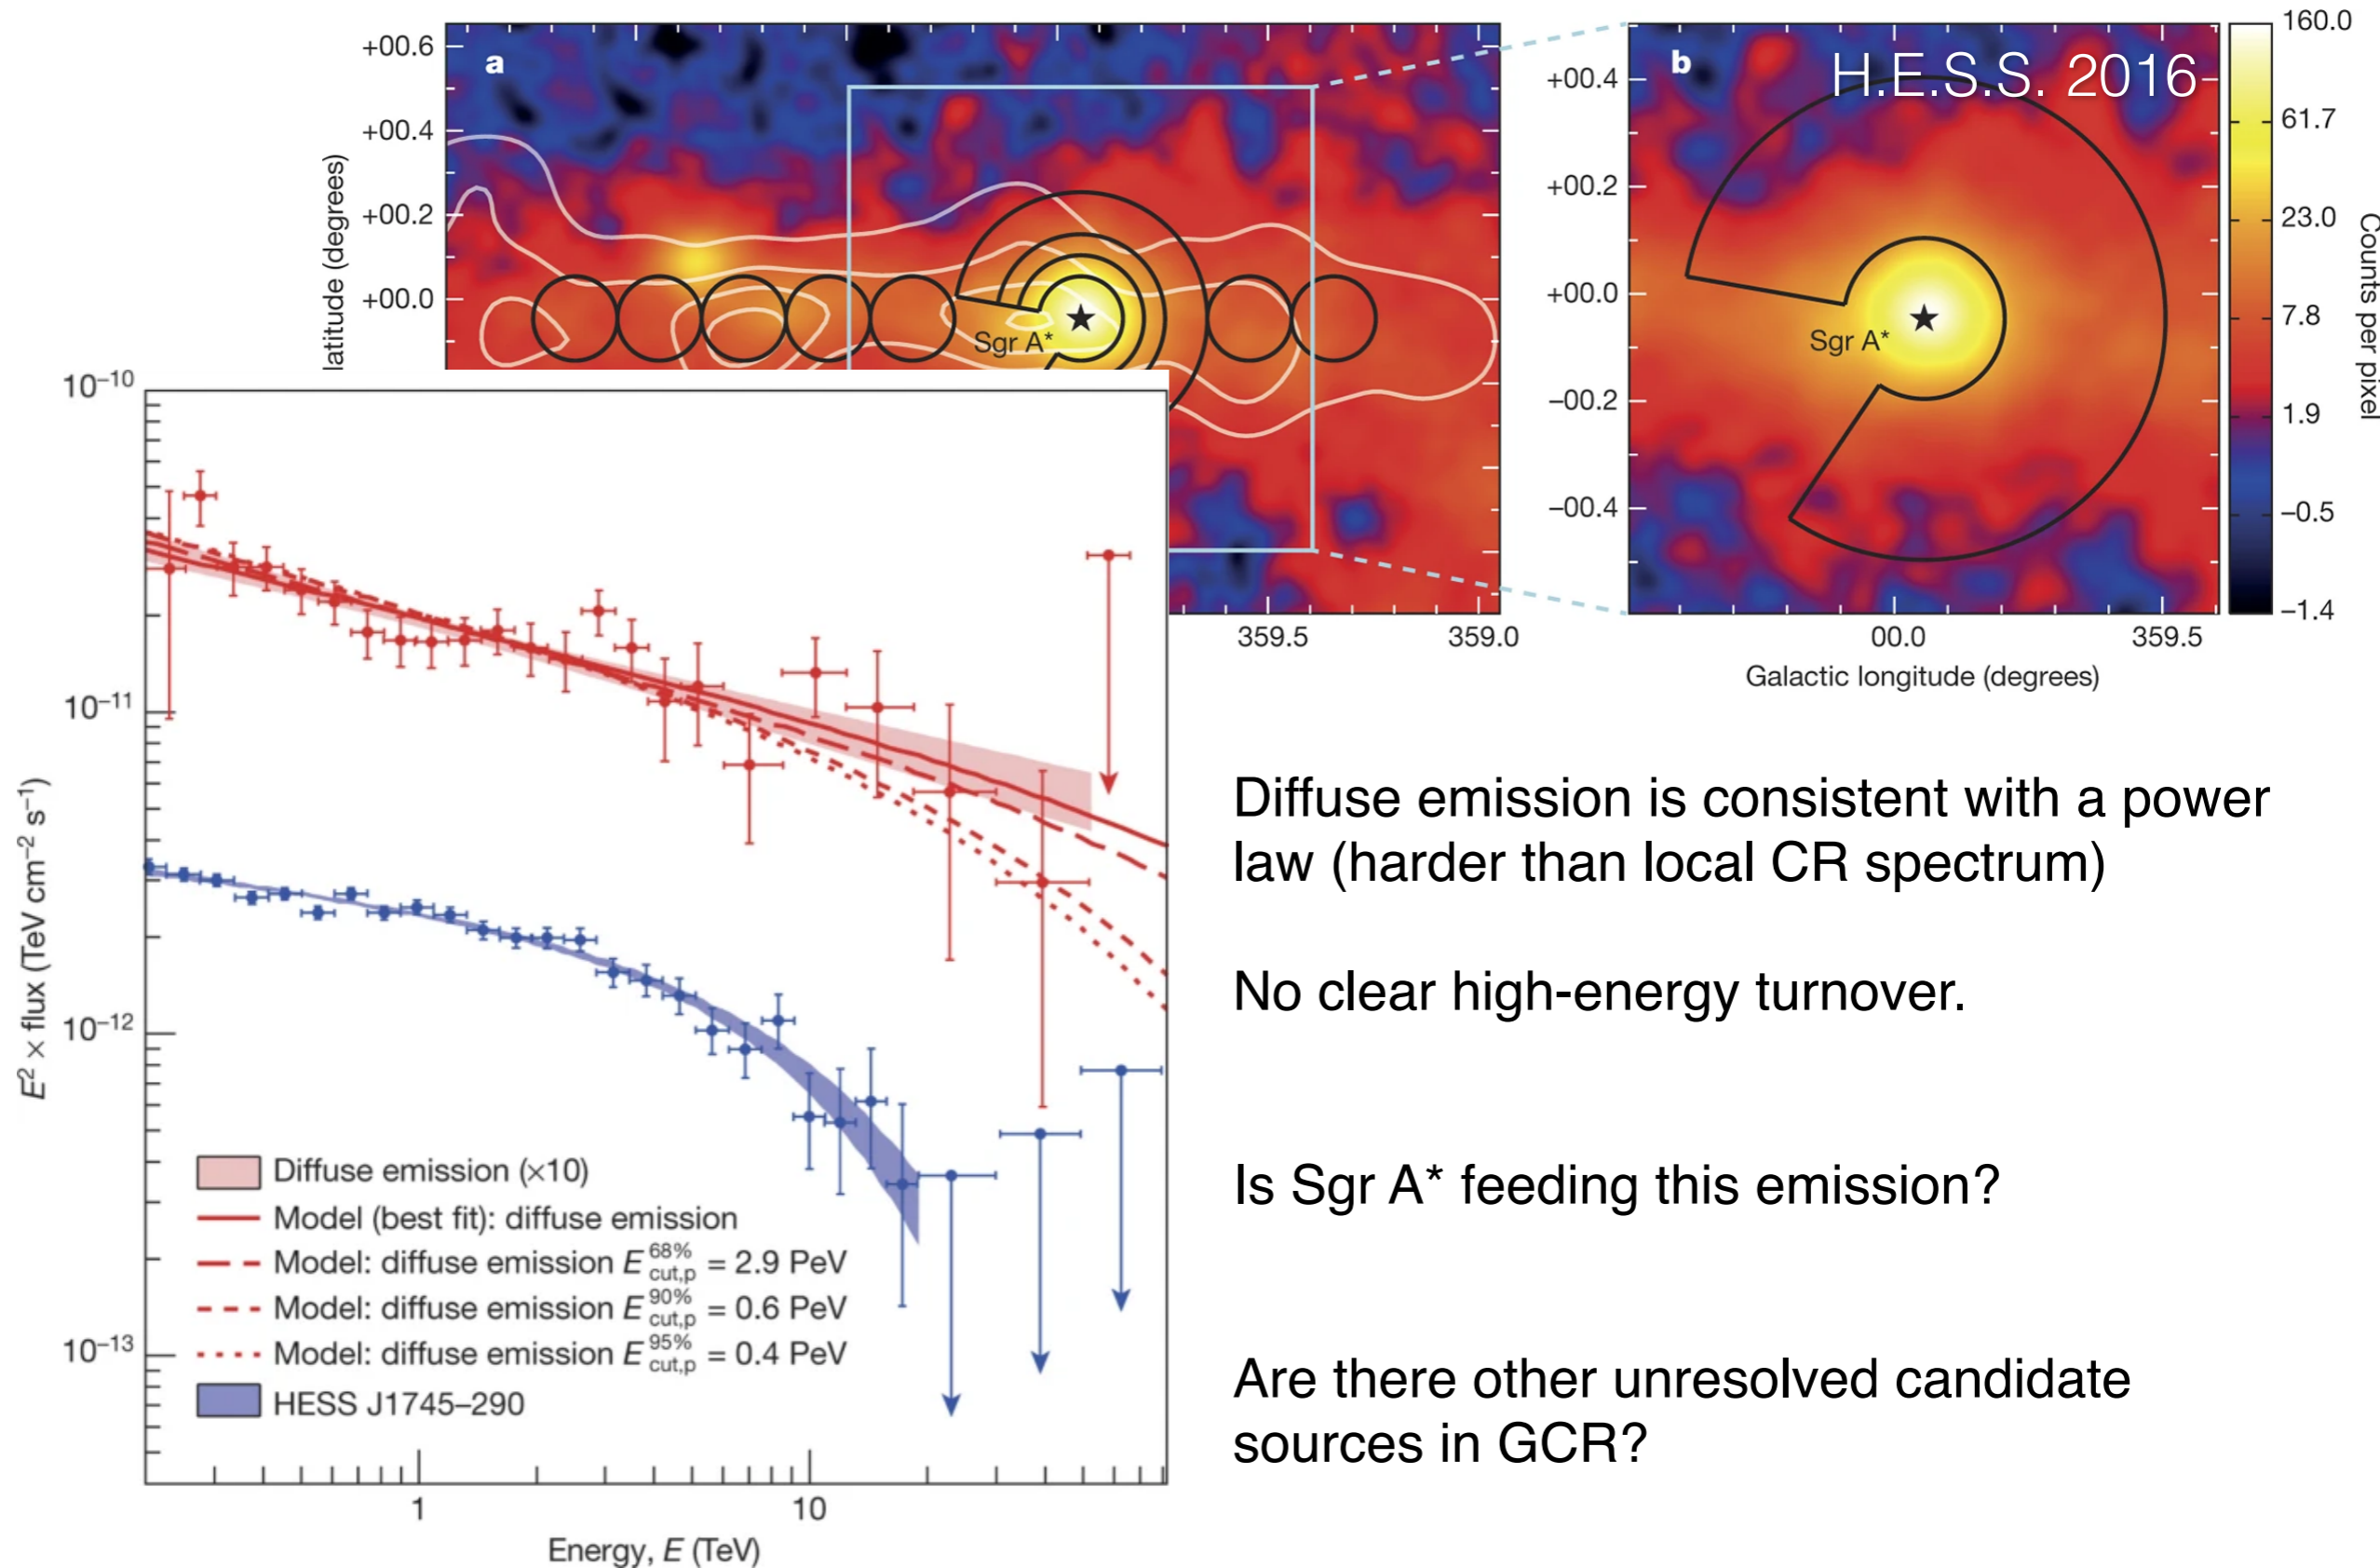 a
+00.6
+00.4
+00.2
+00.0
latitude (degrees)
Sgr A*
359.5
359.0
b
H.E.S.S. 2016
+00.4
+00.2
+00.0
−00.2
−00.4
Sgr A*
00.0
359.5
Galactic longitude (degrees)
160.0
61.7
23.0
7.8
1.9
−0.5
−1.4
Counts per pixel
10⁻¹⁰
10⁻¹¹
10⁻¹²
10⁻¹³
E² × flux (TeV cm⁻² s⁻¹)
Diffuse emission (×10)
Model (best fit): diffuse emission
Model: diffuse emission E 68% cut,p = 2.9 PeV
Model: diffuse emission E 90% cut,p = 0.6 PeV
Model: diffuse emission E 95% cut,p = 0.4 PeV
HESS J1745–290
1
10
Energy, E (TeV)
Diffuse emission is consistent with a power
law (harder than local CR spectrum)
No clear high-energy turnover.
Is Sgr A* feeding this emission?
Are there other unresolved candidate
sources in GCR?